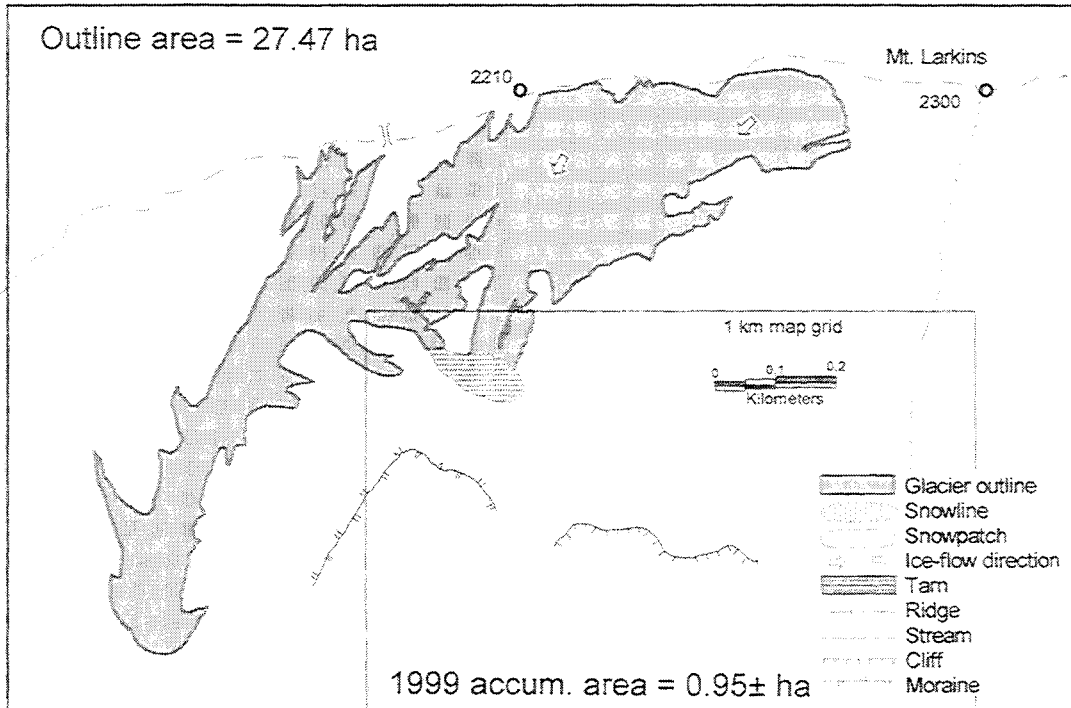 Outline area = 27.47 ha
Mt. Larkins
2210
2300
1 km map grid
0 0.1 0.2
Kilometers
Glacier outline
Snowline
Snowpatch
Ice-flow direction
Tarn
Ridge
Stream
Cliff
Moraine
1999 accum. area = 0.95± ha